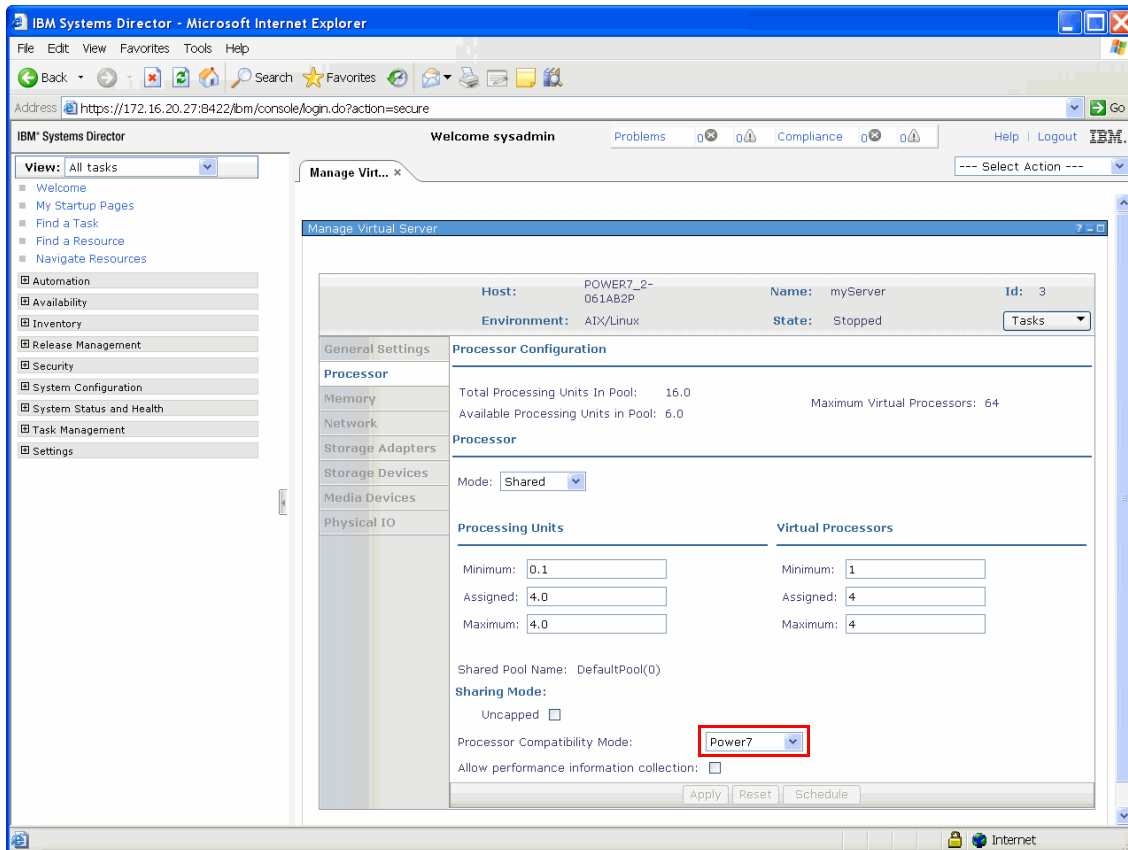 IBM Systems Director - Microsoft Internet Explorer
File Edit View Favorites Tools Help
Back Search Favorites
Address https://172.16.20.27:8422/ibm/console/login.do?action=secure Go
IBM® Systems Director Welcome sysadmin Problems 0 0 Compliance 0 0 Help | Logout IBM.
View: All tasks
Manage Virt... × --- Select Action ---
Welcome
My Startup Pages
Find a Task
Find a Resource
Navigate Resources
Automation
Availability
Inventory
Release Management
Security
System Configuration
System Status and Health
Task Management
Settings
Manage Virtual Server
Host: POWER7_2-
061AB2P
Name: myServer Id: 3
Environment: AIX/Linux State: Stopped Tasks
General Settings
Processor
Memory
Network
Storage Adapters
Storage Devices
Media Devices
Physical IO
Processor Configuration
Total Processing Units In Pool: 16.0
Available Processing Units in Pool: 6.0
Maximum Virtual Processors: 64
Processor
Mode: Shared
Processing Units Virtual Processors
Minimum: 0.1 Minimum: 1
Assigned: 4.0 Assigned: 4
Maximum: 4.0 Maximum: 4
Shared Pool Name: DefaultPool(0)
Sharing Mode:
Uncapped
Processor Compatibility Mode: Power7
Allow performance information collection:
Apply Reset Schedule
Internet